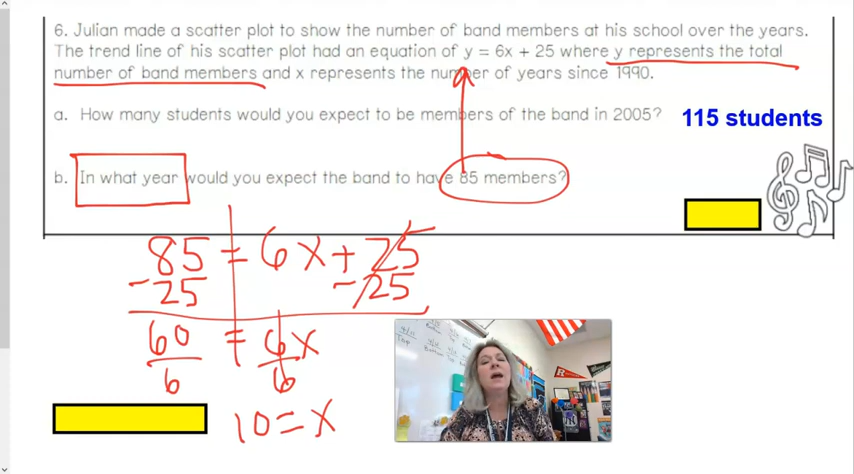 6. Julian made a scatter plot to show the number of band members at his school over the years.
The trend line of his scatter plot had an equation of y = 6x + 25 where y represents the total
number of band members and x represents the number of years since 1990.
a. How many students would you expect to be members of the band in 2005?
115 students
b. In what year would you expect the band to have 85 members?
85 = 6x + 25
-25 -25
60 = 6x
6 6
10 = x